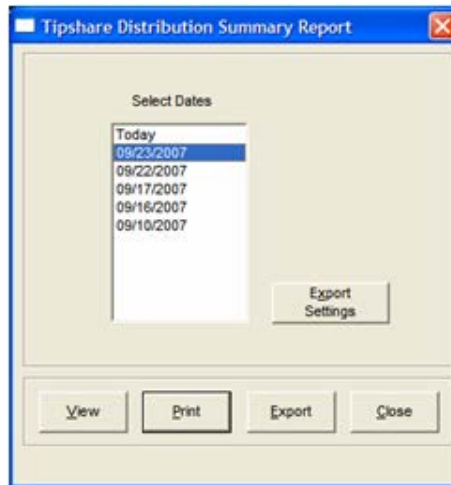 Tipshare Distribution Summary Report
Select Dates
Today
09/23/2007
09/22/2007
09/17/2007
09/16/2007
09/10/2007
Export
Settings
View
Print
Export
Close